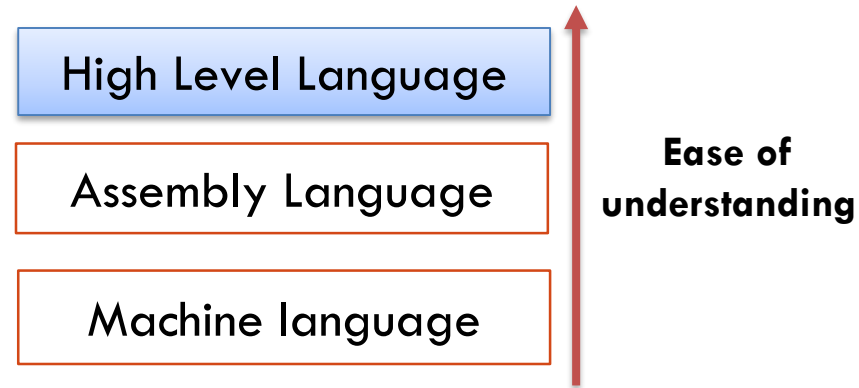 High Level Language
Assembly Language
Machine language
Ease of
understanding